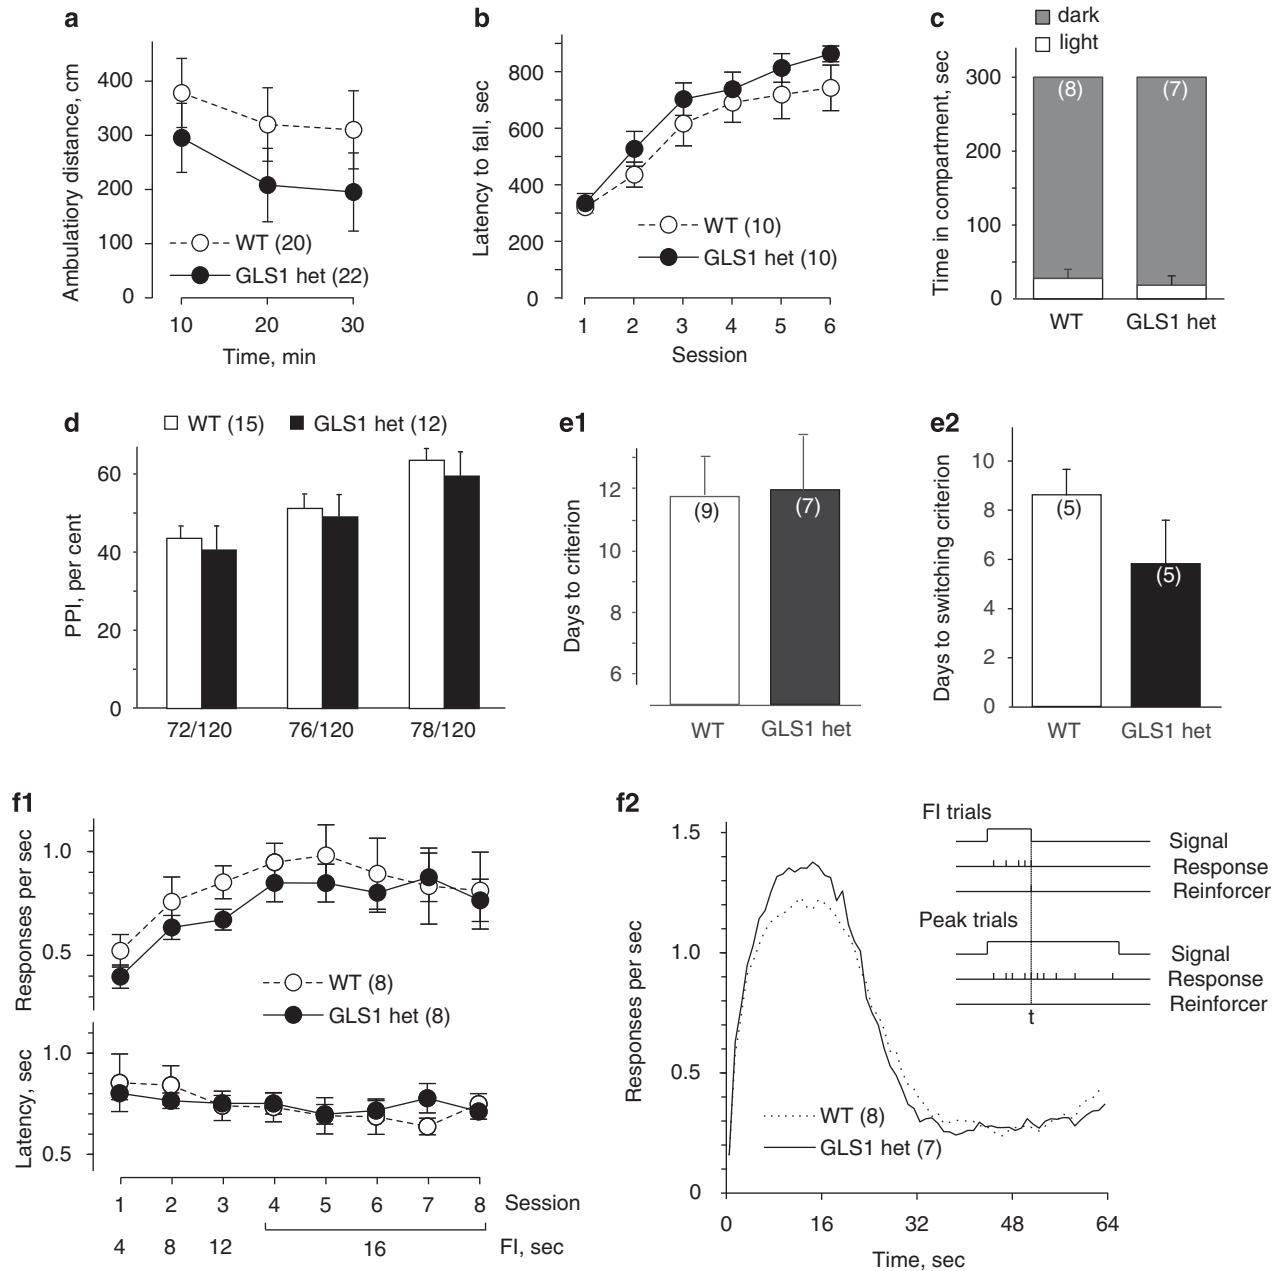 a
Ambulatiory distance, cm
400
300
200
100
0
WT (20)
GLS1 het (22)
10 20 30
Time, min
b
Latency to fall, sec
800
600
400
200
0
WT (10)
GLS1 het (10)
1 2 3 4 5 6
Session
c
dark
light
Time in compartment, sec
300
200
100
0
(8) (7)
WT GLS1 het
d
WT (15) GLS1 het (12)
PPI, per cent
60
40
20
0
72/120 76/120 78/120
e1
Days to criterion
12
10
8
6
(9) (7)
WT GLS1 het
e2
Days to switching criterion
10
8
6
4
2
0
(5)
(5)
WT GLS1 het
f1
Responses per sec
1.0
0.5
WT (8)
GLS1 het (8)
Latency, sec
1.0
0.5
1 2 3 4 5 6 7 8 Session
4 8 12 16 FI, sec
f2
Responses per sec
1.5
1.0
0.5
0
WT (8)
GLS1 het (7)
0 16 32 48 64
Time, sec
FI trials
Signal
Response
Reinforcer
Peak trials
Signal
Response
Reinforcer
t